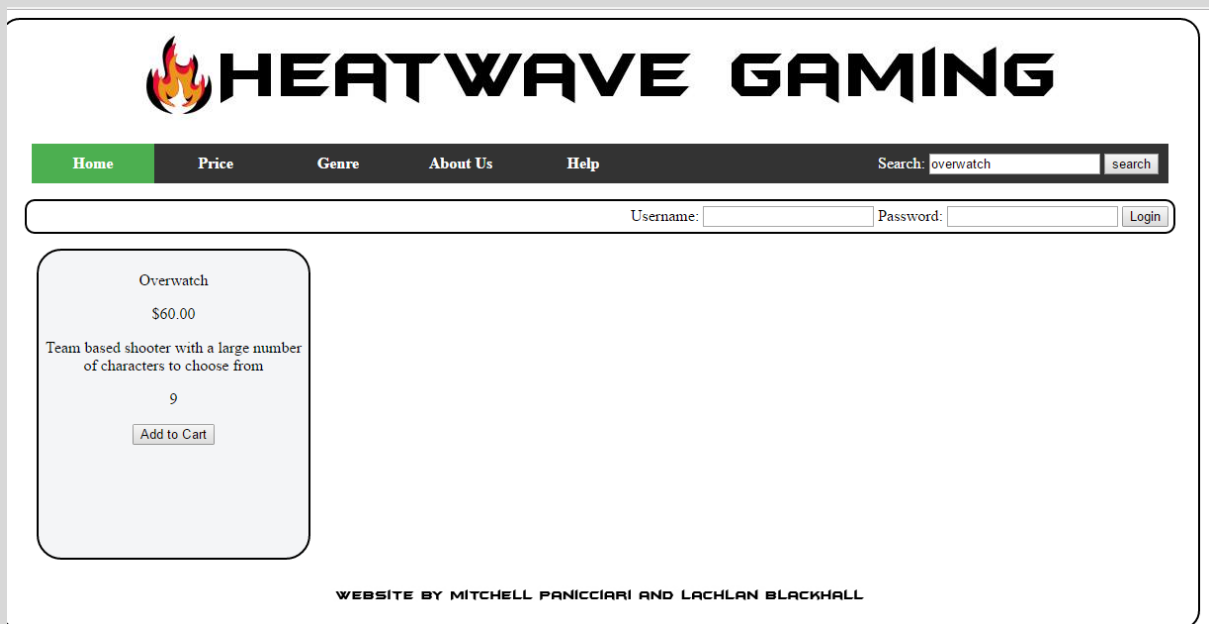 HEATWAVE GAMING
Home Price Genre About Us Help Search: overwatch search
Username: Password: Login
Overwatch
$60.00
Team based shooter with a large number
of characters to choose from
9
Add to Cart
WEBSITE BY MITCHELL PANICCIARI AND LACHLAN BLACKHALL